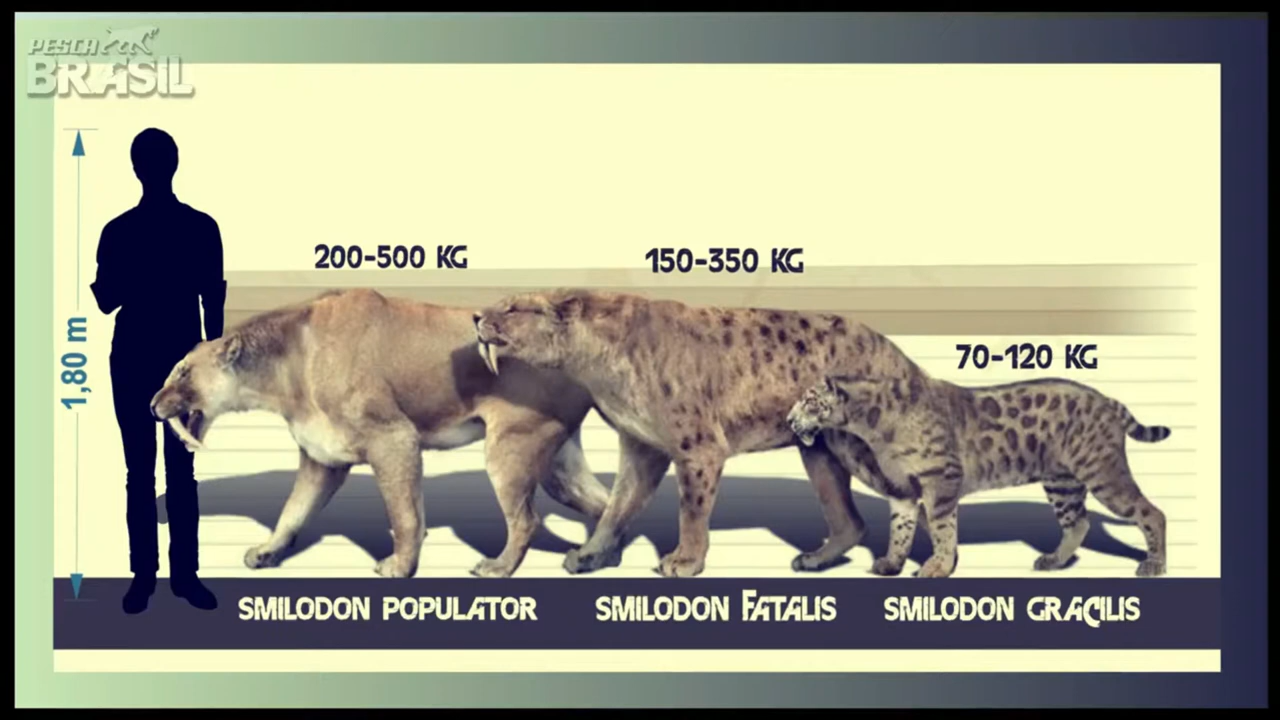 PESCA
BRASIL
1,80 m
200-500 KG
150-350 KG
70-120 KG
SMILODON POPULATOR
SMILODON FATALIS
SMILODON GRACILIS